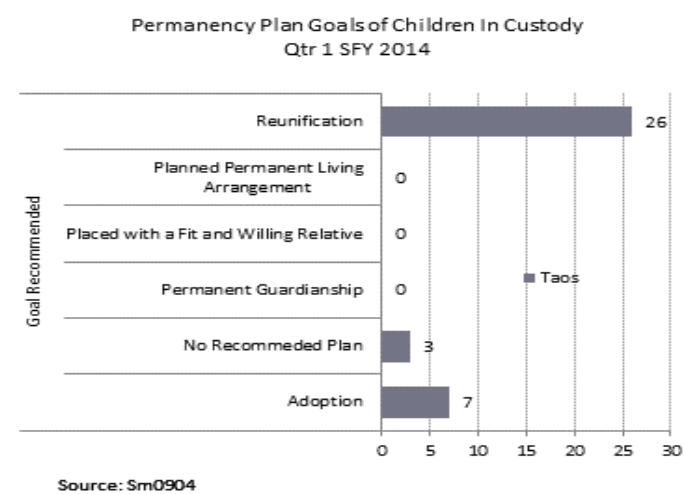 Permanency Plan Goals of Children In Custody
Qtr 1 SFY 2014
Goal Recommended
Reunification
26
Planned Permanent Living
Arrangement
0
Placed with a Fit and Willing Relative
0
Permanent Guardianship
0
Taos
No Recommeded Plan
3
Adoption
7
0 5 10 15 20 25 30
Source: Sm0904